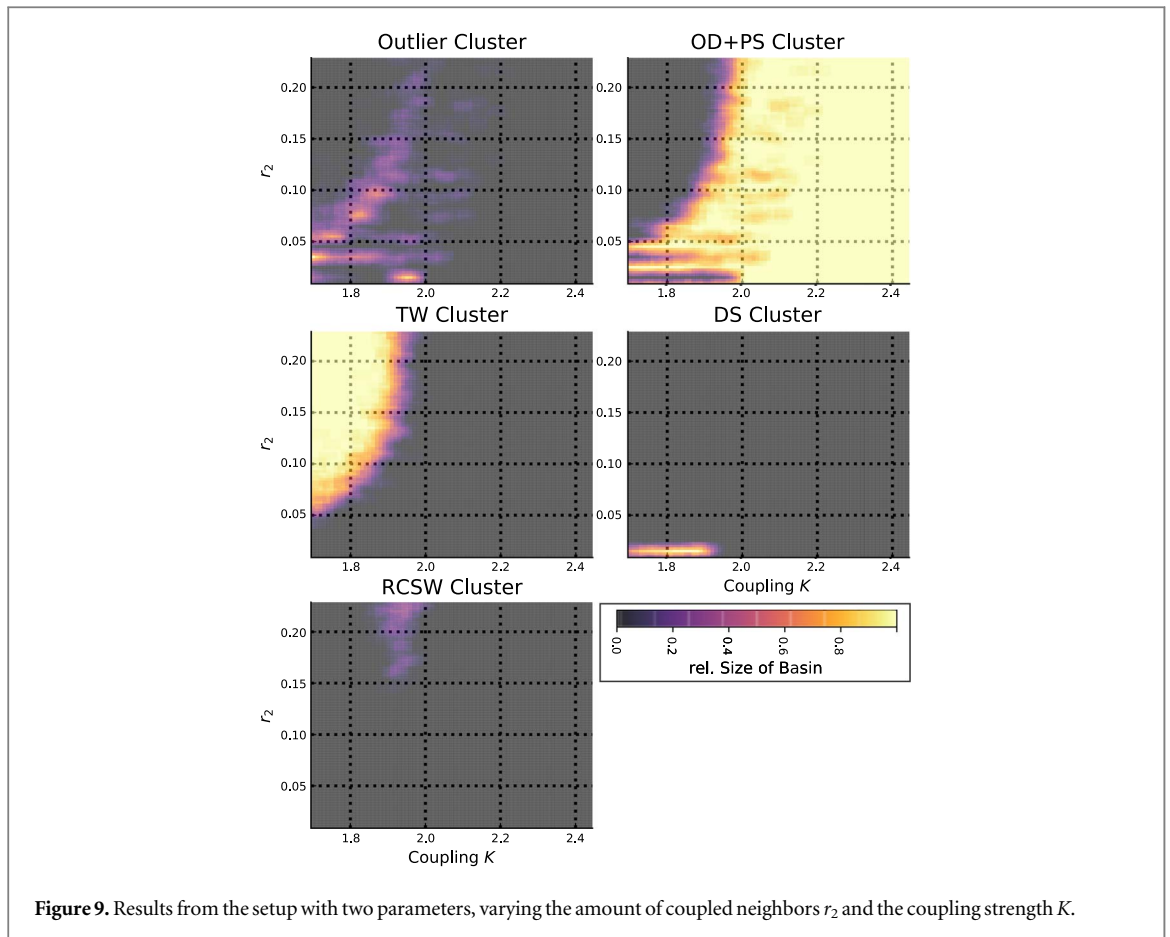 Outlier Cluster
OD+PS Cluster
r₂
0.20
0.15
0.10
0.05
1.8 2.0 2.2 2.4
0.20
0.15
0.10
0.05
1.8 2.0 2.2 2.4
TW Cluster
DS Cluster
r₂
0.20
0.15
0.10
0.05
1.8 2.0 2.2 2.4
0.20
0.15
0.10
0.05
1.8 2.0 2.2 2.4
Coupling K
RCSW Cluster
r₂
0.20
0.15
0.10
0.05
1.8 2.0 2.2 2.4
Coupling K
0.0 0.2 0.4 0.6 0.8
rel. Size of Basin
Figure 9. Results from the setup with two parameters, varying the amount of coupled neighbors r₂ and the coupling strength K.